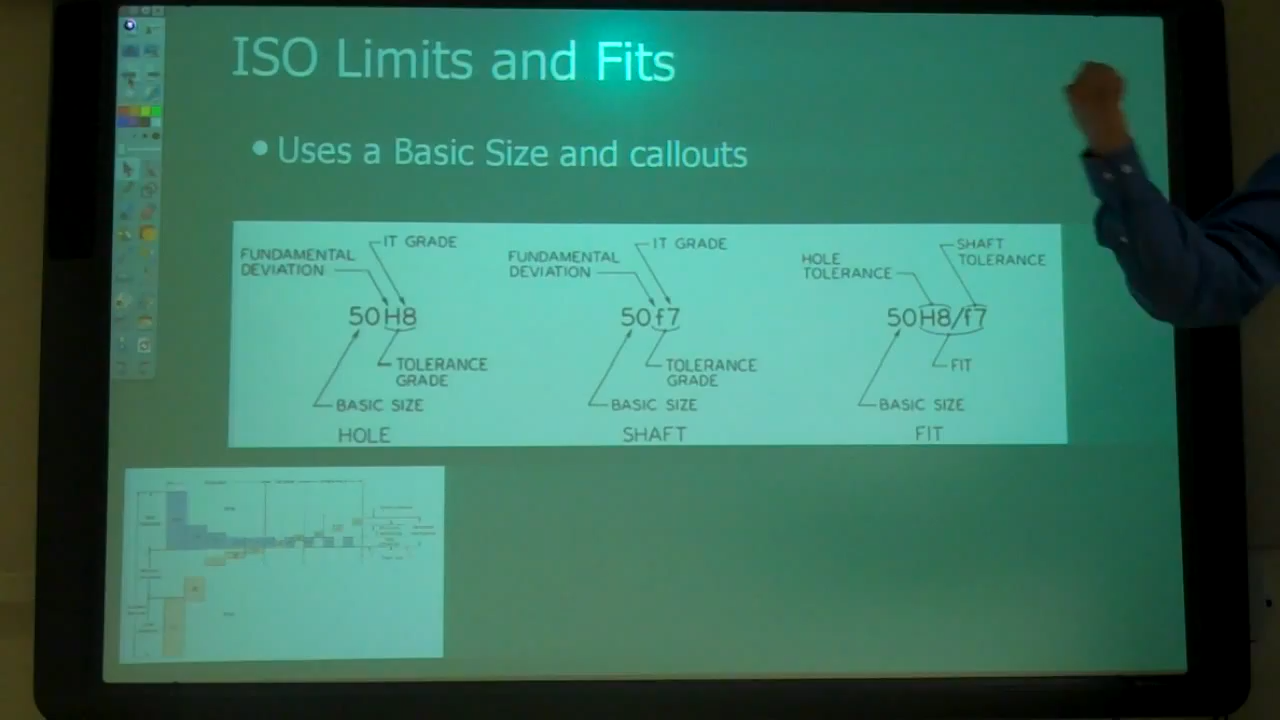 ISO Limits and Fits
• Uses a Basic Size and callouts
FUNDAMENTAL
DEVIATION
IT GRADE
50H8
TOLERANCE
GRADE
BASIC SIZE
HOLE
FUNDAMENTAL
DEVIATION
IT GRADE
50f7
TOLERANCE
GRADE
BASIC SIZE
SHAFT
HOLE
TOLERANCE
SHAFT
TOLERANCE
50H8/f7
FIT
BASIC SIZE
FIT